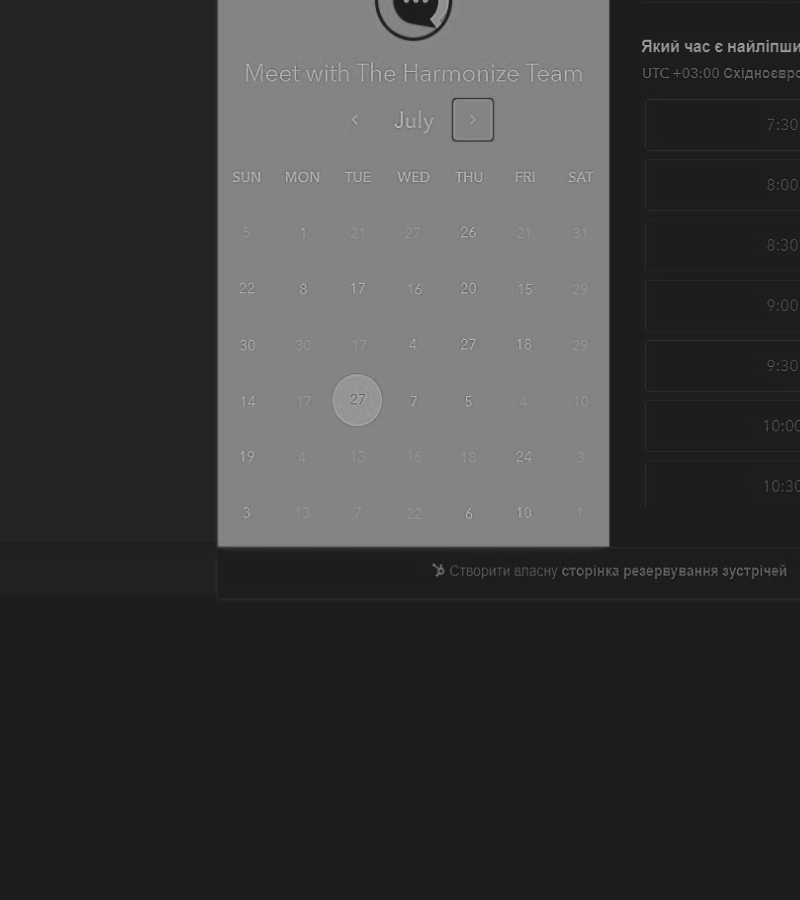 Meet with The Harmonize Team
July
SUN MON TUE WED THU FRI SAT
5 1 21 27 26 21 31
22 8 17 16 20 15 29
30 30 17 4 27 18 29
14 17 27 7 5 4 10
19 4 13 16 18 24 3
3 13 7 22 6 10 1
Який час є
UTC +03:00
7:30
8:00
8:30
9:00
9:30
10:00
10:30
Створити власну сторінка резервування зустрічей